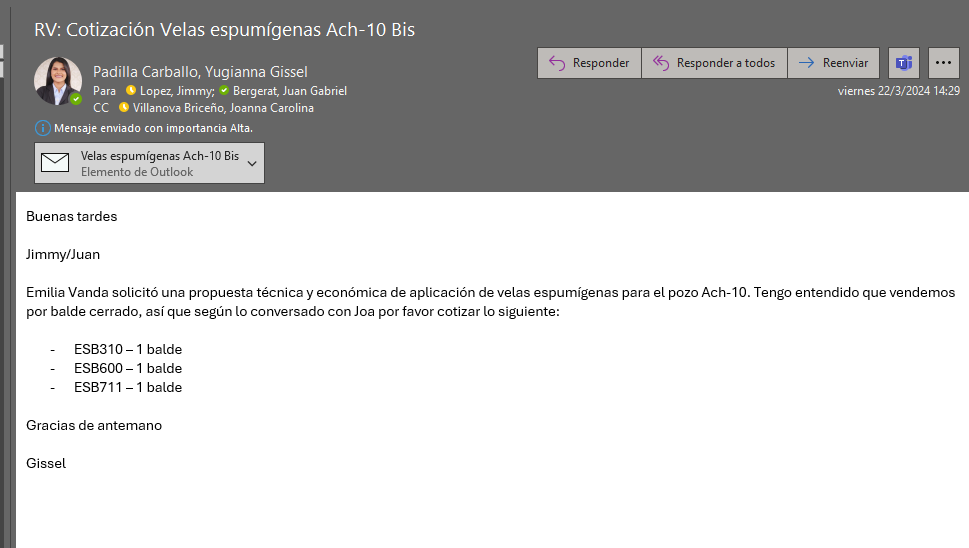 RV: Cotización Velas espumígenas Ach-10 Bis
Padilla Carballo, Yugianna Gissel
Para Lopez, Jimmy; Bergerat, Juan Gabriel
CC Villanova Briceño, Joanna Carolina
Responder
Responder a todos
Reenviar
viernes 22/3/2024 14:29
Mensaje enviado con importancia Alta.
Velas espumígenas Ach-10 Bis
Elemento de Outlook
Buenas tardes
Jimmy/Juan
Emilia Vanda solicitó una propuesta técnica y económica de aplicación de velas espumígenas para el pozo Ach-10. Tengo entendido que vendemos
por balde cerrado, así que según lo conversado con Joa por favor cotizar lo siguiente:
- ESB310 – 1 balde
- ESB600 – 1 balde
- ESB711 – 1 balde
Gracias de antemano
Gissel